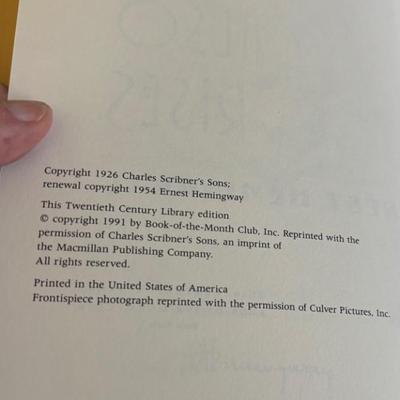 Copyright 1926 Charles Scribner's Sons;
renewal copyright 1954 Ernest Hemingway
This Twentieth Century Library edition
© copyright 1991 by Book-of-the-Month Club, Inc. Reprinted with the
permission of Charles Scribner's Sons, an imprint of
the Macmillan Publishing Company.
All rights reserved.
Printed in the United States of America
Frontispiece photograph reprinted with the permission of Culver Pictures, Inc.